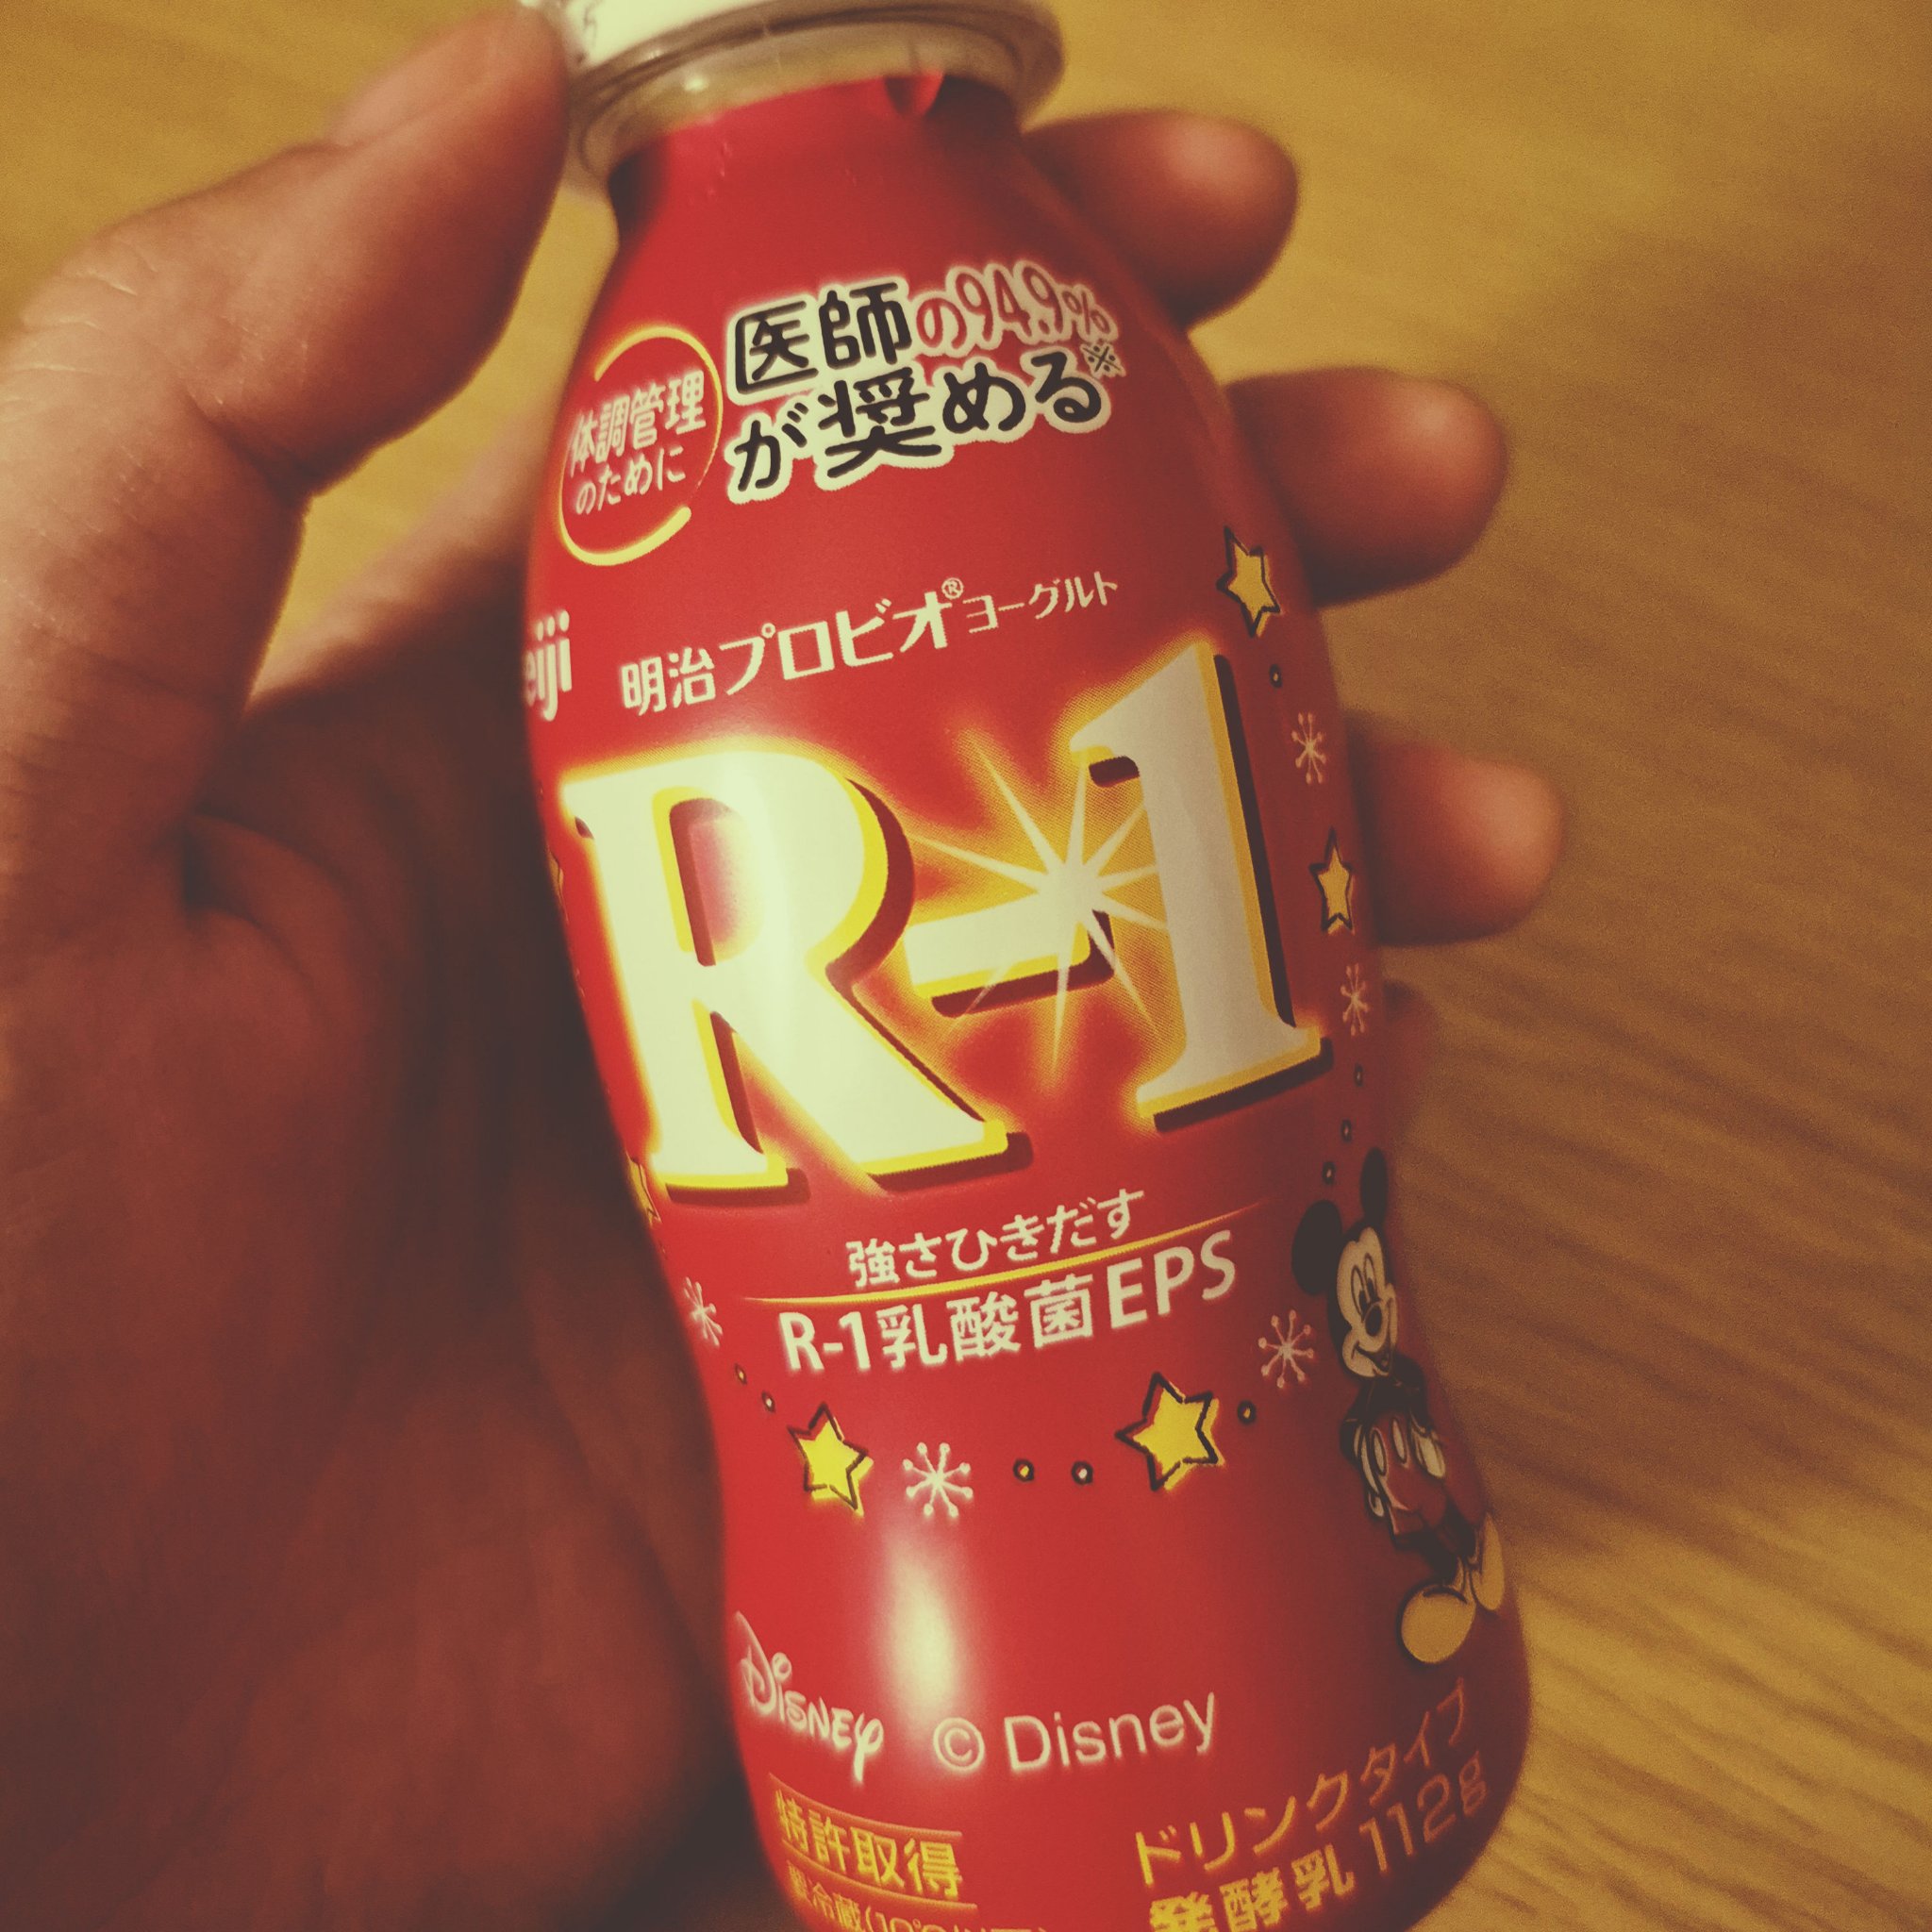 体調管理
のために
医師の94.9%
が奨める※
eiji
明治プロビオ®ヨーグルト
R-1
強さひきだす
R-1乳酸菌EPS
Disney
© Disney
特許取得
ドリンクタイプ
発酵乳 112g